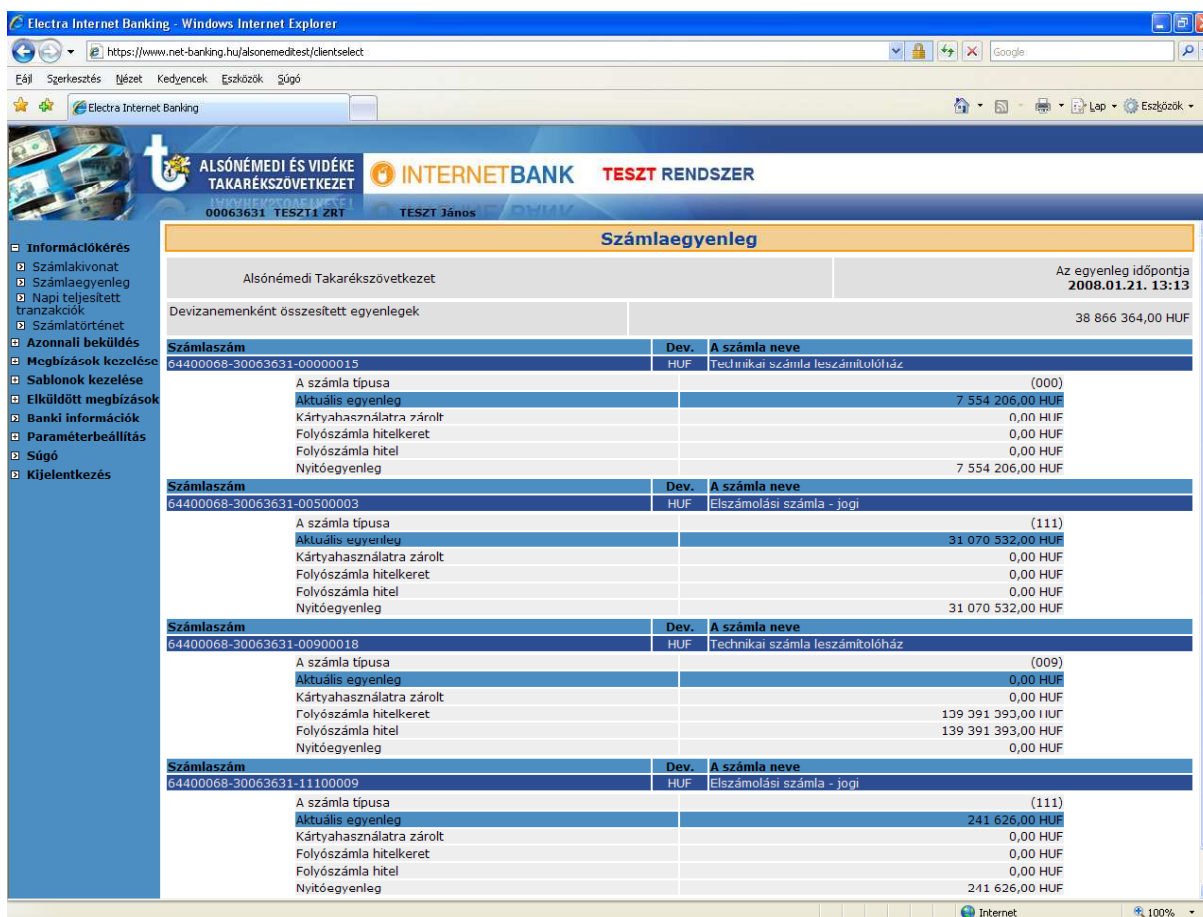 Electra Internet Banking - Windows Internet Explorer
https://www.net-banking.hu/alsonemeditest/clientselect
Google
Fájl Szerkesztés Nézet Kedvencek Eszközök Súgó
Electra Internet Banking
Lap Eszközök
ALSÓNÉMEDI ÉS VIDÉKE
TAKARÉKSZÖVETKEZET
INTERNETBANK TESZT RENDSZER
00063631 TESZT1 ZRT TESZT János
Információkérés
Számlakivonat
Számlaegyenleg
Napi teljesített
tranzakciók
Számlatörténet
Azonnali beküldés
Megbízások kezelése
Sablonok kezelése
Elküldött megbízások
Banki információk
Paraméterbeállítás
Súgó
Kijelentkezés
Számlaegyenleg
Alsónémedi Takarékszövetkezet
Az egyenleg időpontja
2008.01.21. 13:13
Devizanemenként összesített egyenlegek 38 866 364,00 HUF
Számlaszám Dev. A számla neve
64400068-30063631-00000015 HUF Technikai számla leszámítolóház
A számla típusa (000)
Aktuális egyenleg 7 554 206,00 HUF
Kártyahasználatra zárolt 0,00 HUF
Folyószámla hitelkeret 0,00 HUF
Folyószámla hitel 0,00 HUF
Nyitóegyenleg 7 554 206,00 HUF
Számlaszám Dev. A számla neve
64400068-30063631-00500003 HUF Elszámolási számla - jogi
A számla típusa (111)
Aktuális egyenleg 31 070 532,00 HUF
Kártyahasználatra zárolt 0,00 HUF
Folyószámla hitelkeret 0,00 HUF
Folyószámla hitel 0,00 HUF
Nyitóegyenleg 31 070 532,00 HUF
Számlaszám Dev. A számla neve
64400068-30063631-00900018 HUF Technikai számla leszámítolóház
A számla típusa (009)
Aktuális egyenleg 0,00 HUF
Kártyahasználatra zárolt 0,00 HUF
Folyószámla hitelkeret 139 391 393,00 HUF
Folyószámla hitel 139 391 393,00 HUF
Nyitóegyenleg 0,00 HUF
Számlaszám Dev. A számla neve
64400068-30063631-11100009 HUF Elszámolási számla - jogi
A számla típusa (111)
Aktuális egyenleg 241 626,00 HUF
Kártyahasználatra zárolt 0,00 HUF
Folyószámla hitelkeret 0,00 HUF
Folyószámla hitel 0,00 HUF
Nyitóegyenleg 241 626,00 HUF
Internet 100%